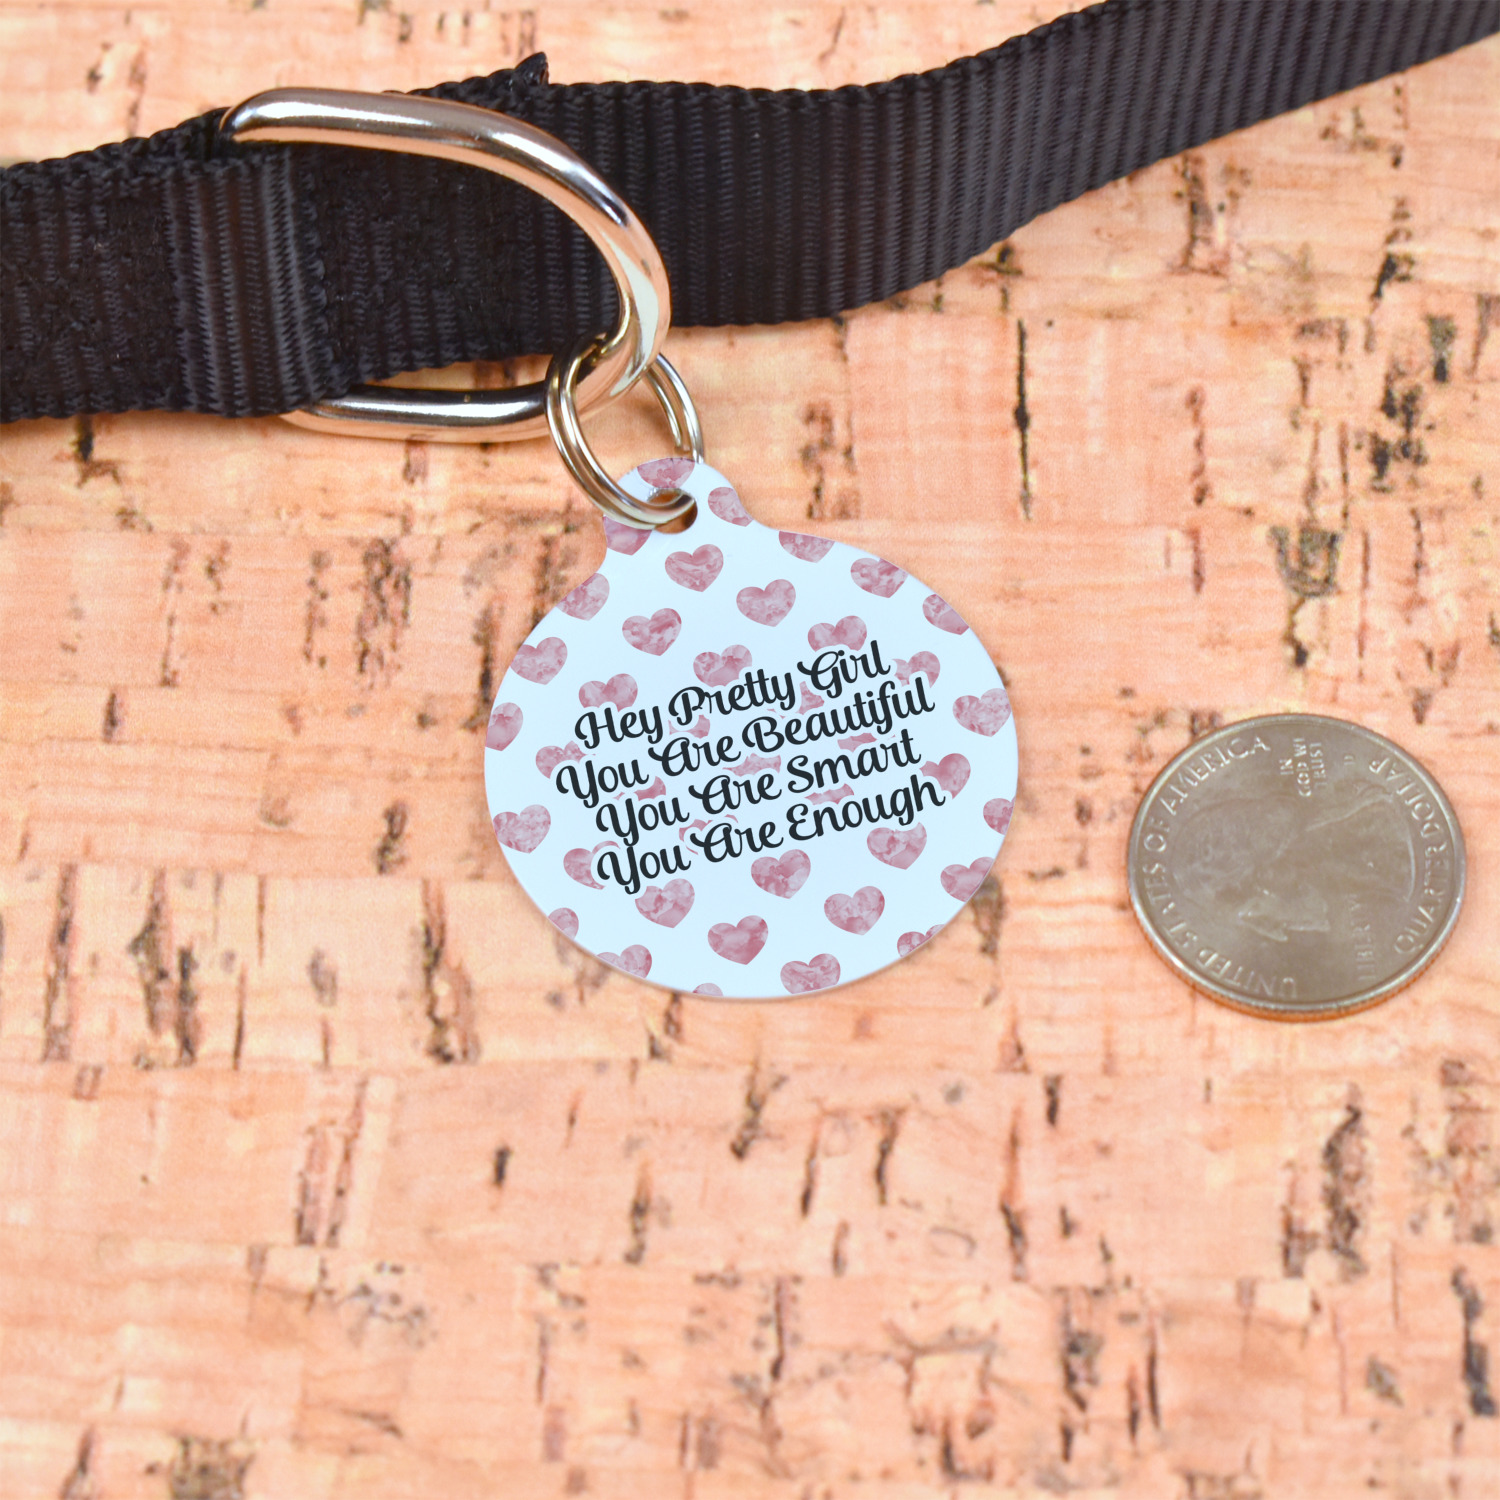 Hey Pretty Girl
You Are Beautiful
You Are Smart
You Are Enough
UNITED STATES OF AMERICA
LIBERTY
IN GOD
WE TRUST
QUARTER DOLLAR